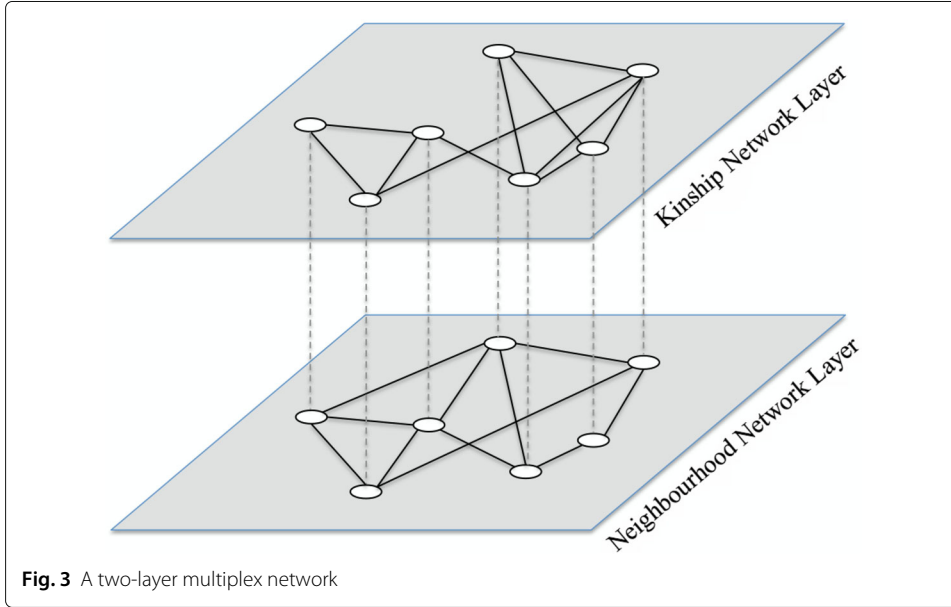 Kinship Network Layer
Neighbourhood Network Layer
Fig. 3 A two-layer multiplex network